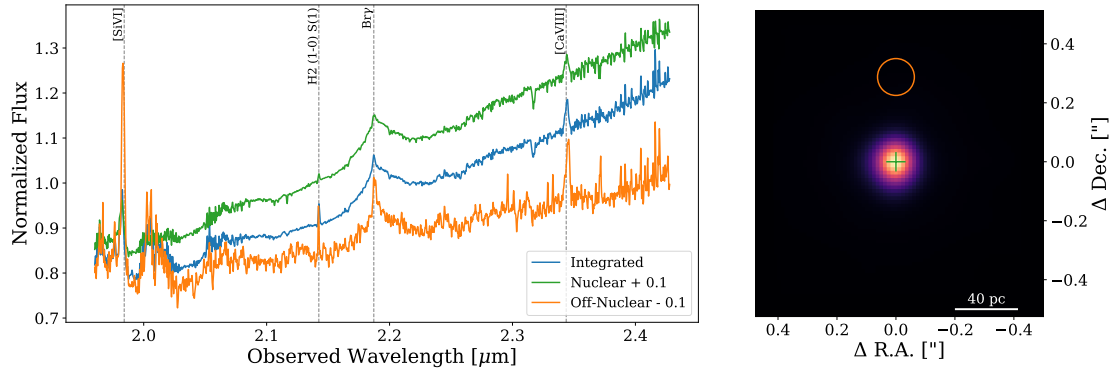 [SiVI]
H2 (1-0) S(1)
Brγ
[CaVIII]
1.3
1.2
1.1
1.0
0.9
0.8
0.7
Normalized Flux
2.0
2.1
2.2
2.3
2.4
Observed Wavelength [μm]
Integrated
Nuclear + 0.1
Off-Nuclear - 0.1
0.4
0.2
0.0
−0.2
−0.4
Δ Dec. ["]
40 pc
0.4
0.2
0.0
−0.2
−0.4
Δ R.A. ["]